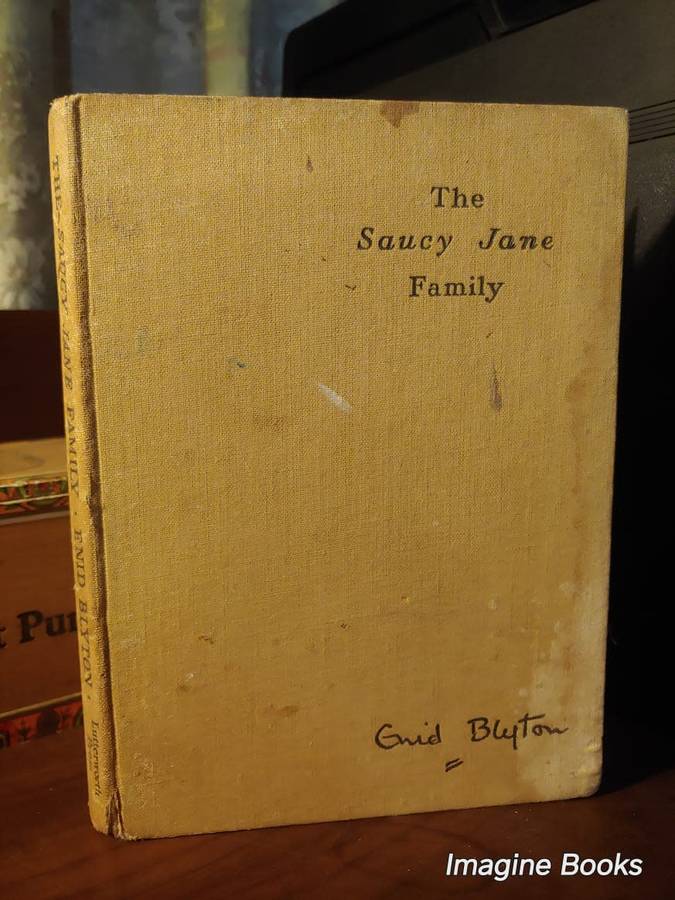 The
Saucy Jane
Family
THE SAUCY JANE FAMILY · ENID BLYTON · Lutterworth
Enid Blyton
Imagine Books